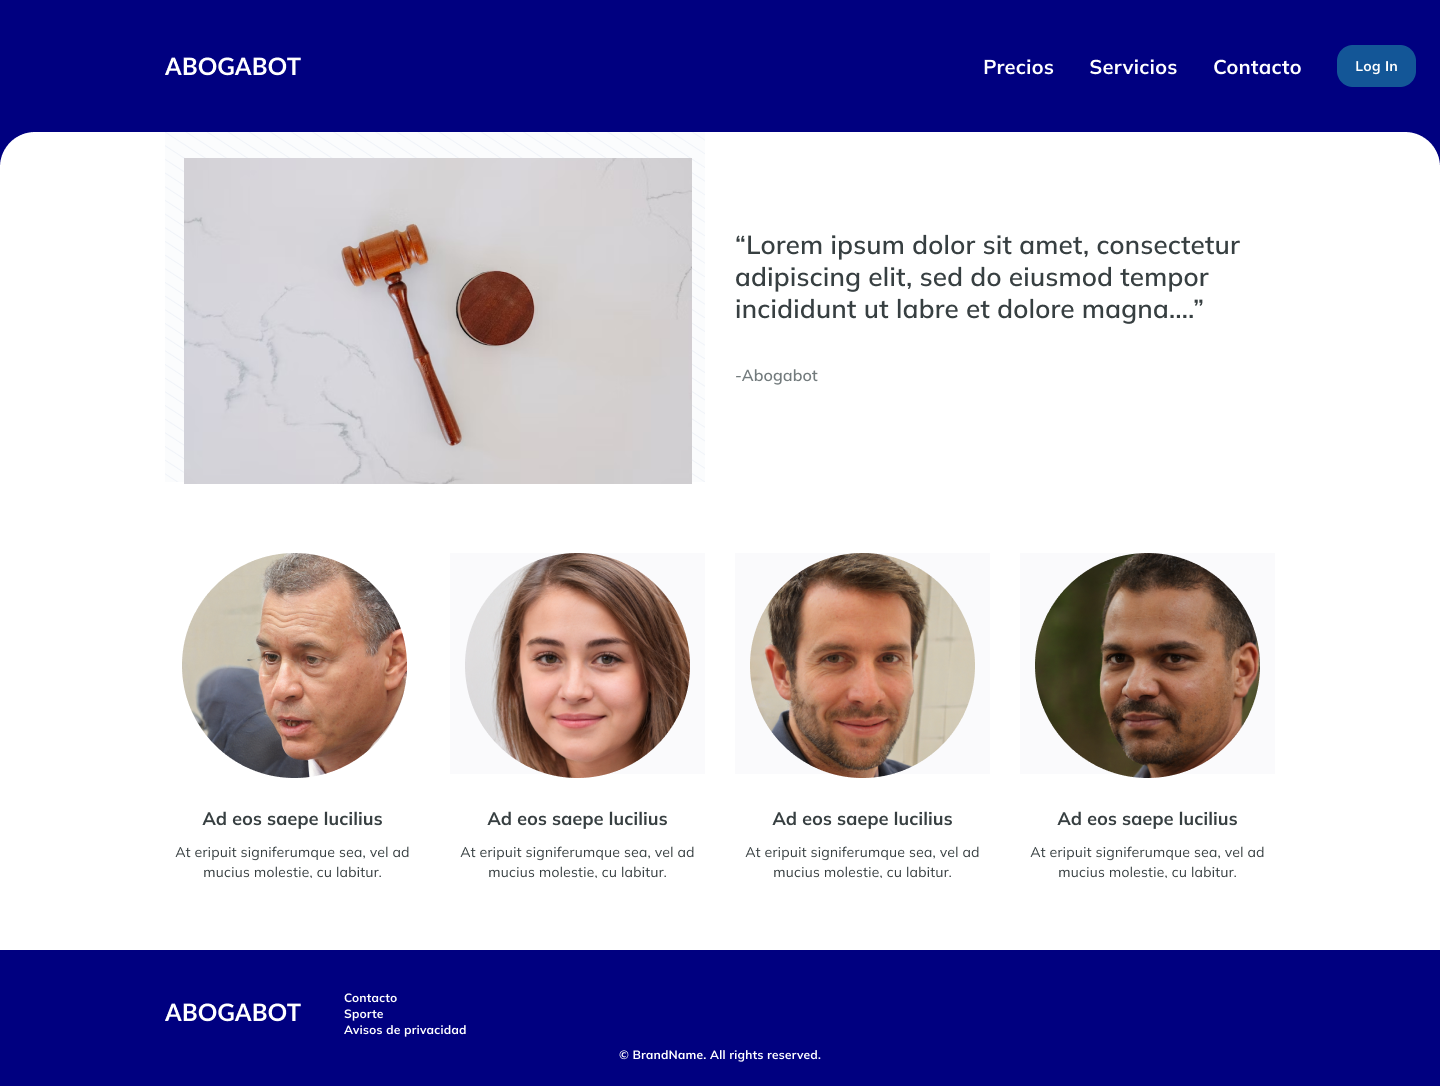 ABOGABOT
Precios
Servicios
Contacto
Log In
“Lorem ipsum dolor sit amet, consectetur
adipiscing elit, sed do eiusmod tempor
incididunt ut labre et dolore magna....”
-Abogabot
Ad eos saepe lucilius
At eripuit signiferumque sea, vel ad
mucius molestie, cu labitur.
Ad eos saepe lucilius
At eripuit signiferumque sea, vel ad
mucius molestie, cu labitur.
Ad eos saepe lucilius
At eripuit signiferumque sea, vel ad
mucius molestie, cu labitur.
Ad eos saepe lucilius
At eripuit signiferumque sea, vel ad
mucius molestie, cu labitur.
ABOGABOT
Contacto
Sporte
Avisos de privacidad
© BrandName. All rights reserved.